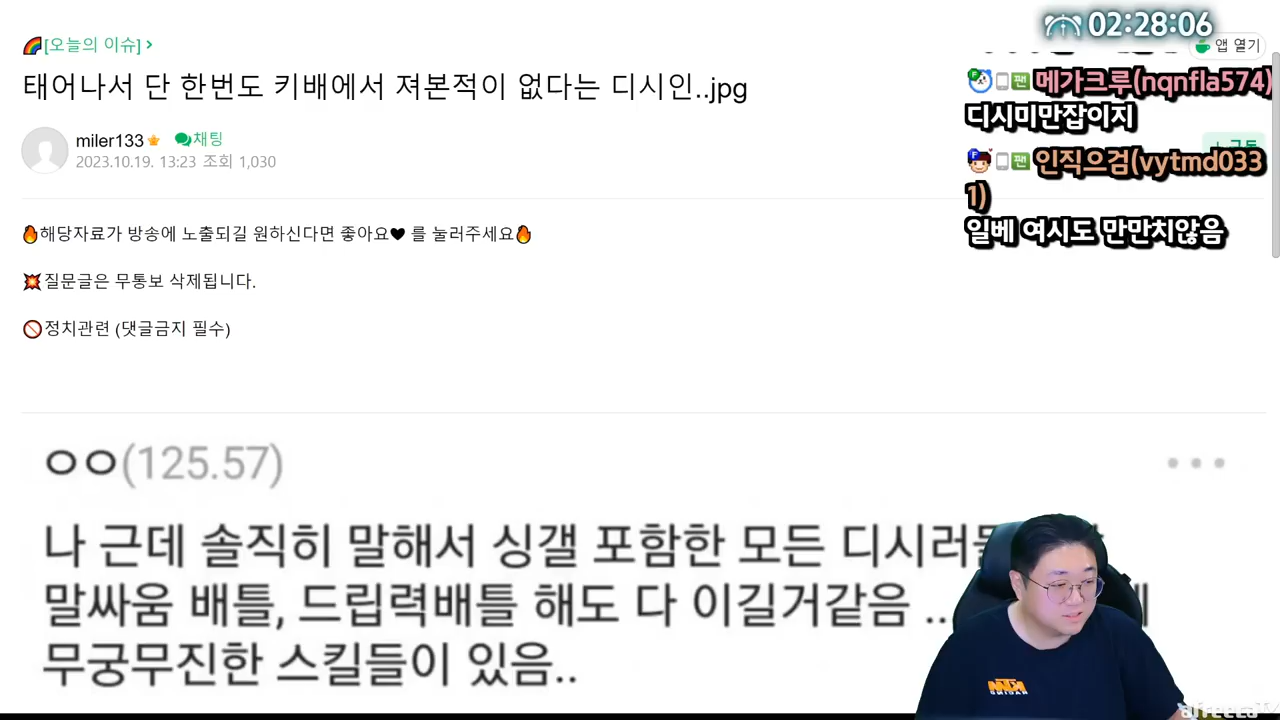 02:28:06
[오늘의 이슈] >
앱 열기
태어나서 단 한번도 키배에서 져본적이 없다는 디시인..jpg
메가크루(nqnfla574)
디시미만잡이지
miler133
채팅
2023.10.19. 13:23 조회 1,030
인직으검(vytmd033
1)
일베 여시도 만만치않음
해당자료가 방송에 노출되길 원하신다면 좋아요🖤 를 눌러주세요
질문글은 무통보 삭제됩니다.
정치관련 (댓글금지 필수)
ㅇㅇ(125.57)
나 근데 솔직히 말해서 싱갤 포함한 모든 디시러들
말싸움 배틀, 드립력배틀 해도 다 이길거같음 ..
무궁무진한 스킬들이 있음..
afreecaTV